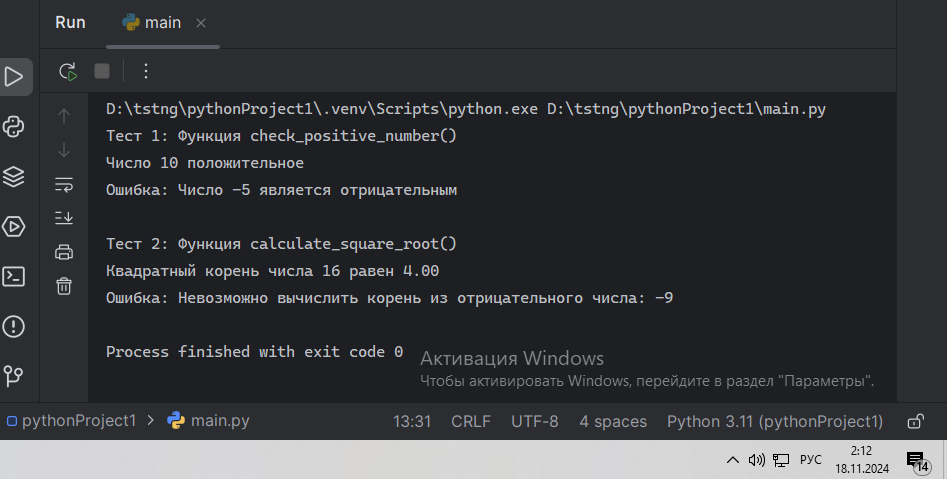 Run main
D:\tstng\pythonProject1\.venv\Scripts\python.exe D:\tstng\pythonProject1\main.py
Тест 1: Функция check_positive_number()
Число 10 положительное
Ошибка: Число -5 является отрицательным
Тест 2: Функция calculate_square_root()
Квадратный корень числа 16 равен 4.00
Ошибка: Невозможно вычислить корень из отрицательного числа: -9
Process finished with exit code 0
Активация Windows
Чтобы активировать Windows, перейдите в раздел "Параметры".
pythonProject1 main.py 13:31 CRLF UTF-8 4 spaces Python 3.11 (pythonProject1)
РУС 2:12
18.11.2024 14